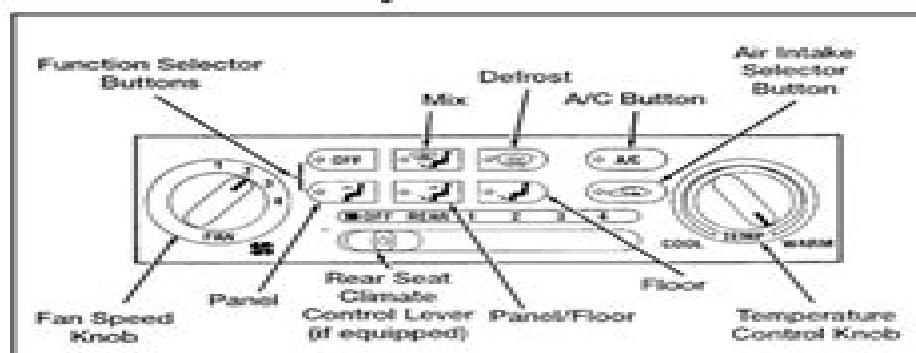 Function Selector
Buttons
Mix
Defrost
A/C Button
Air Intake
Selector
Button
OFF
A/C
1
2
3
4
FAN
OFF REAR 1 2 3 4
COOL
TEMP
WARM
Fan Speed
Knob
Panel
Rear Seat
Climate
Control Lever
(if equipped)
Panel/Floor
Floor
Temperature
Control Knob